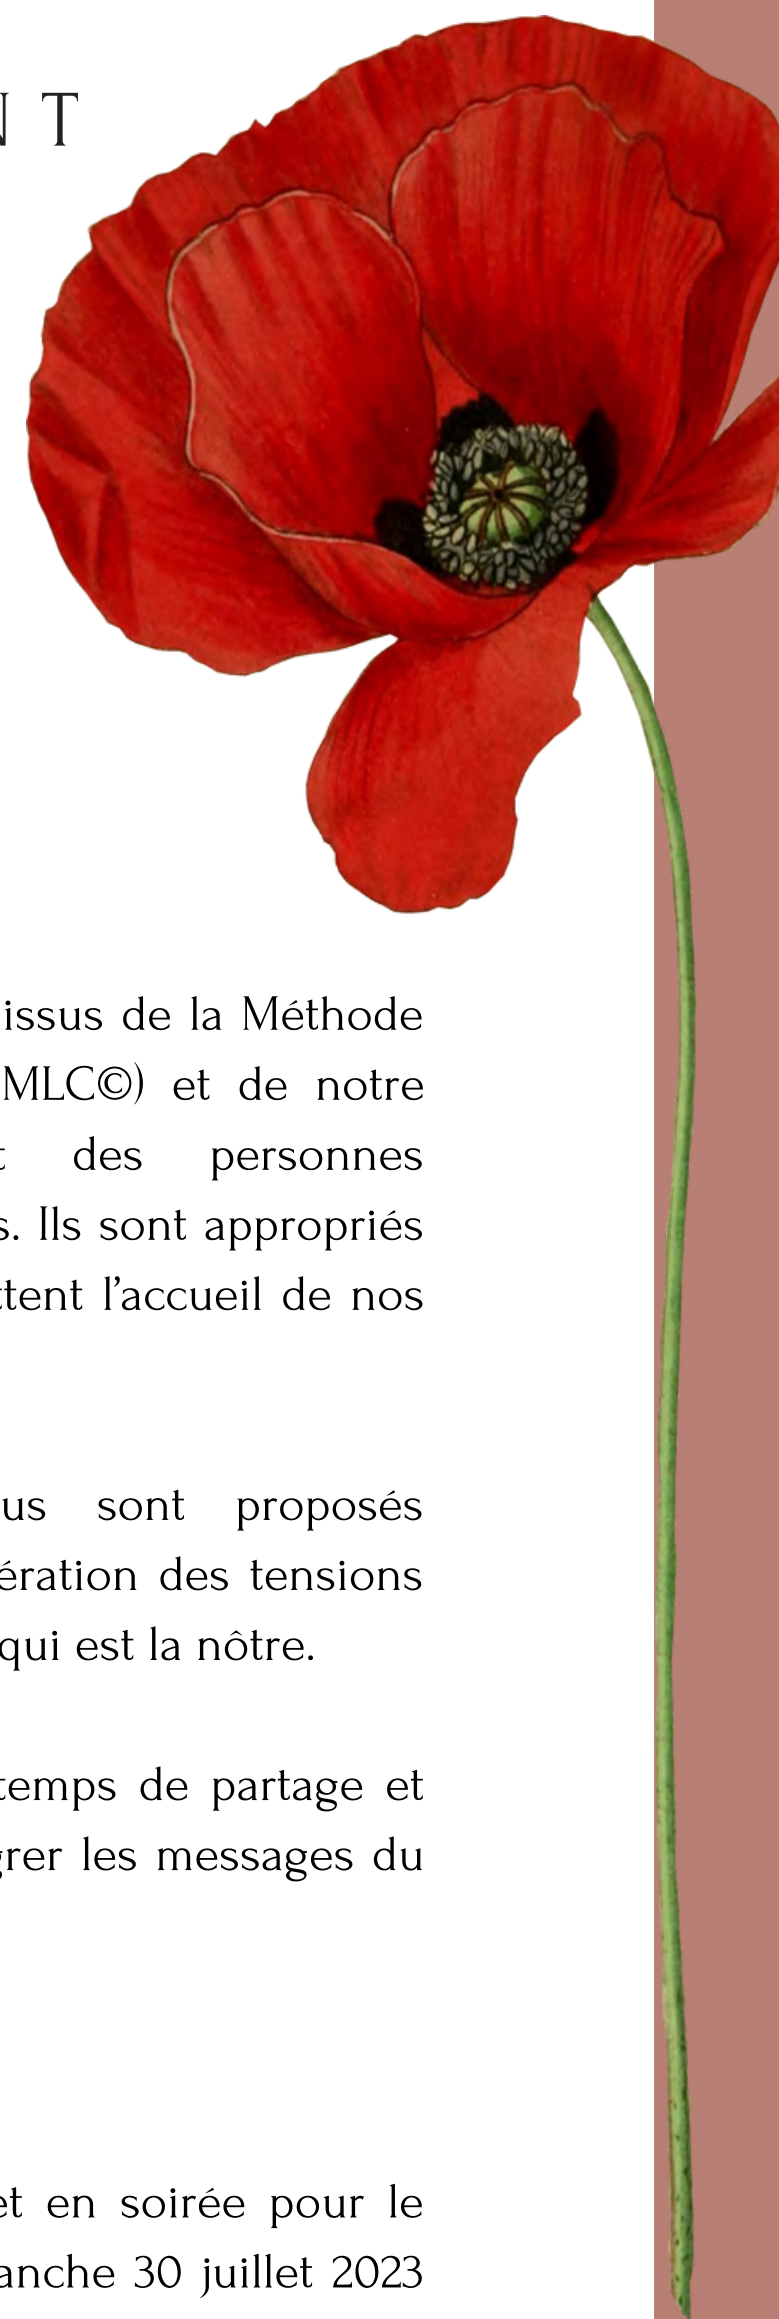 N T
issus de la Méthode
MLC©) et de notre
t des personnes
s. Ils sont appropriés
ttent l’accueil de nos
us sont proposés
ération des tensions
qui est la nôtre.
temps de partage et
grer les messages du
et en soirée pour le
anche 30 juillet 2023